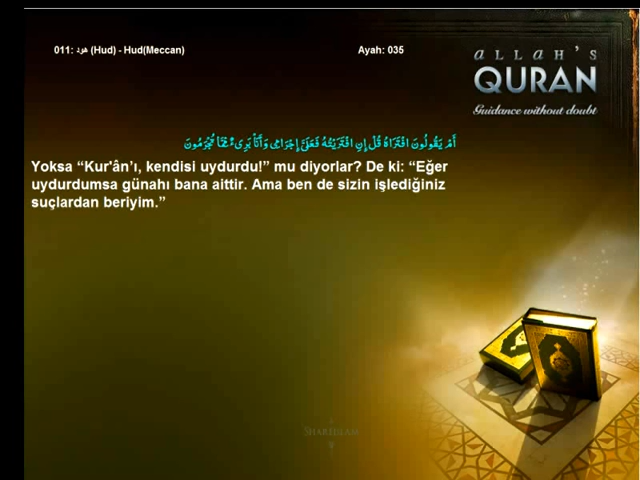 011: هود (Hud) - Hud(Meccan)
Ayah: 035
ALLAH'S
QURAN
Guidance without doubt
أَمْ يَقُولُونَ افْتَرَاهُ قُلْ إِنِ افْتَرَيْتُهُ فَعَلَيَّ إِجْرَامِي وَأَنَاْ بَرِيءٌ مِّمَّا تُجْرَمُونَ
Yoksa “Kur'ân’ı, kendisi uydurdu!” mu diyorlar? De ki: “Eğer
uydurdumsa günahı bana aittir. Ama ben de sizin işlediğiniz
suçlardan beriyim.”
SHAREISLAM